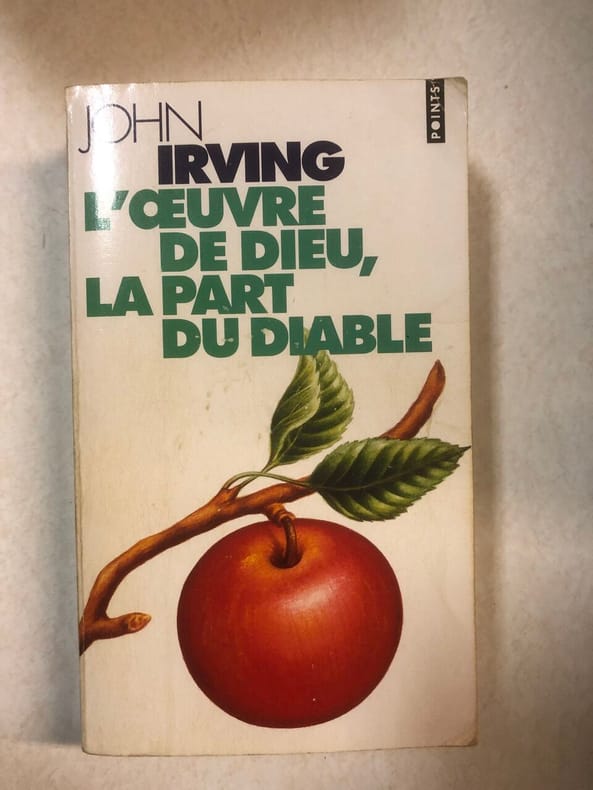 JOHN
IRVING
L'ŒUVRE
DE DIEU,
LA PART
DU DIABLE
POINTS